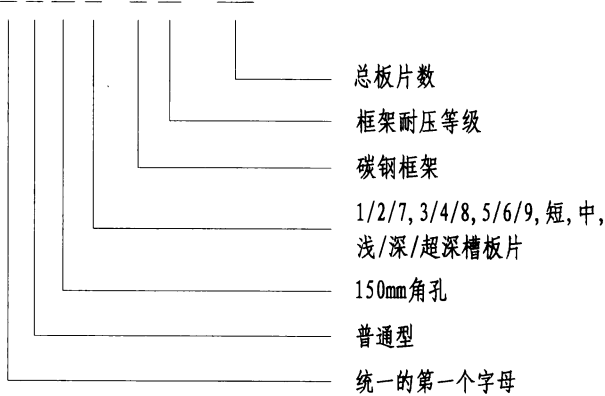 总板片数
框架耐压等级
碳钢框架
1/2/7,3/4/8,5/6/9,短,中,
浅/深/超深槽板片
150mm角孔
普通型
统一的第一个字母